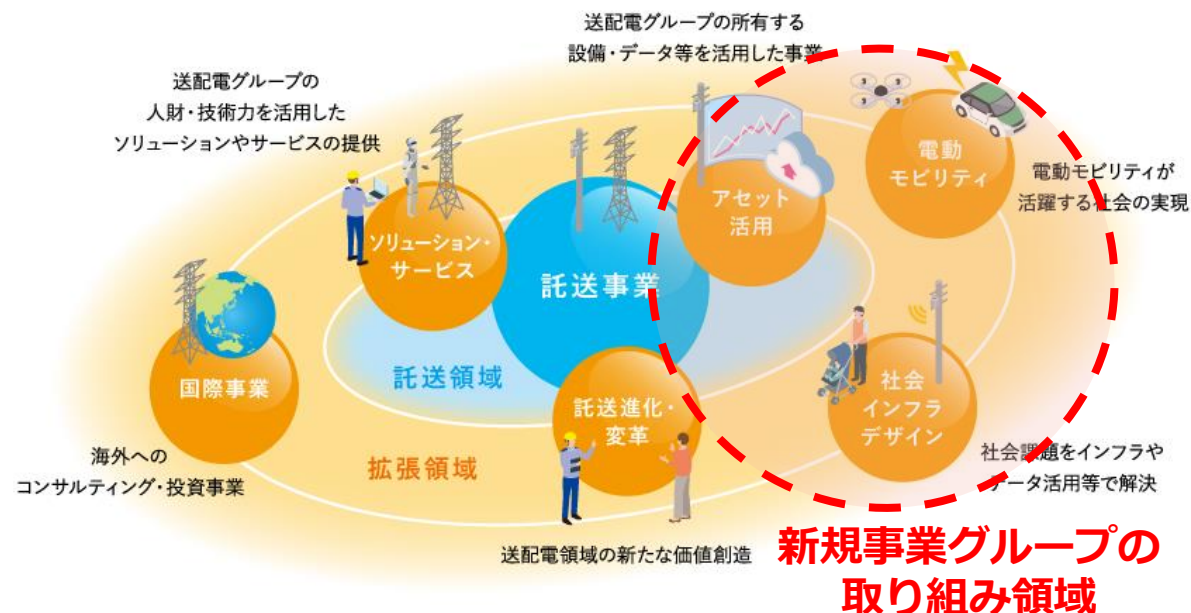 送配電グループの所有する
設備・データ等を活用した事業
送配電グループの
人財・技術力を活用した
ソリューションやサービスの提供
電動
モビリティ
電動モビリティが
活躍する社会の実現
アセット
活用
ソリューション・
サービス
託送事業
国際事業
託送領域
託送進化・
変革
社会
インフラ
デザイン
拡張領域
海外への
コンサルティング・投資事業
社会課題をインフラや
データ活用等で解決
送配電領域の新たな価値創造
新規事業グループの
取り組み領域